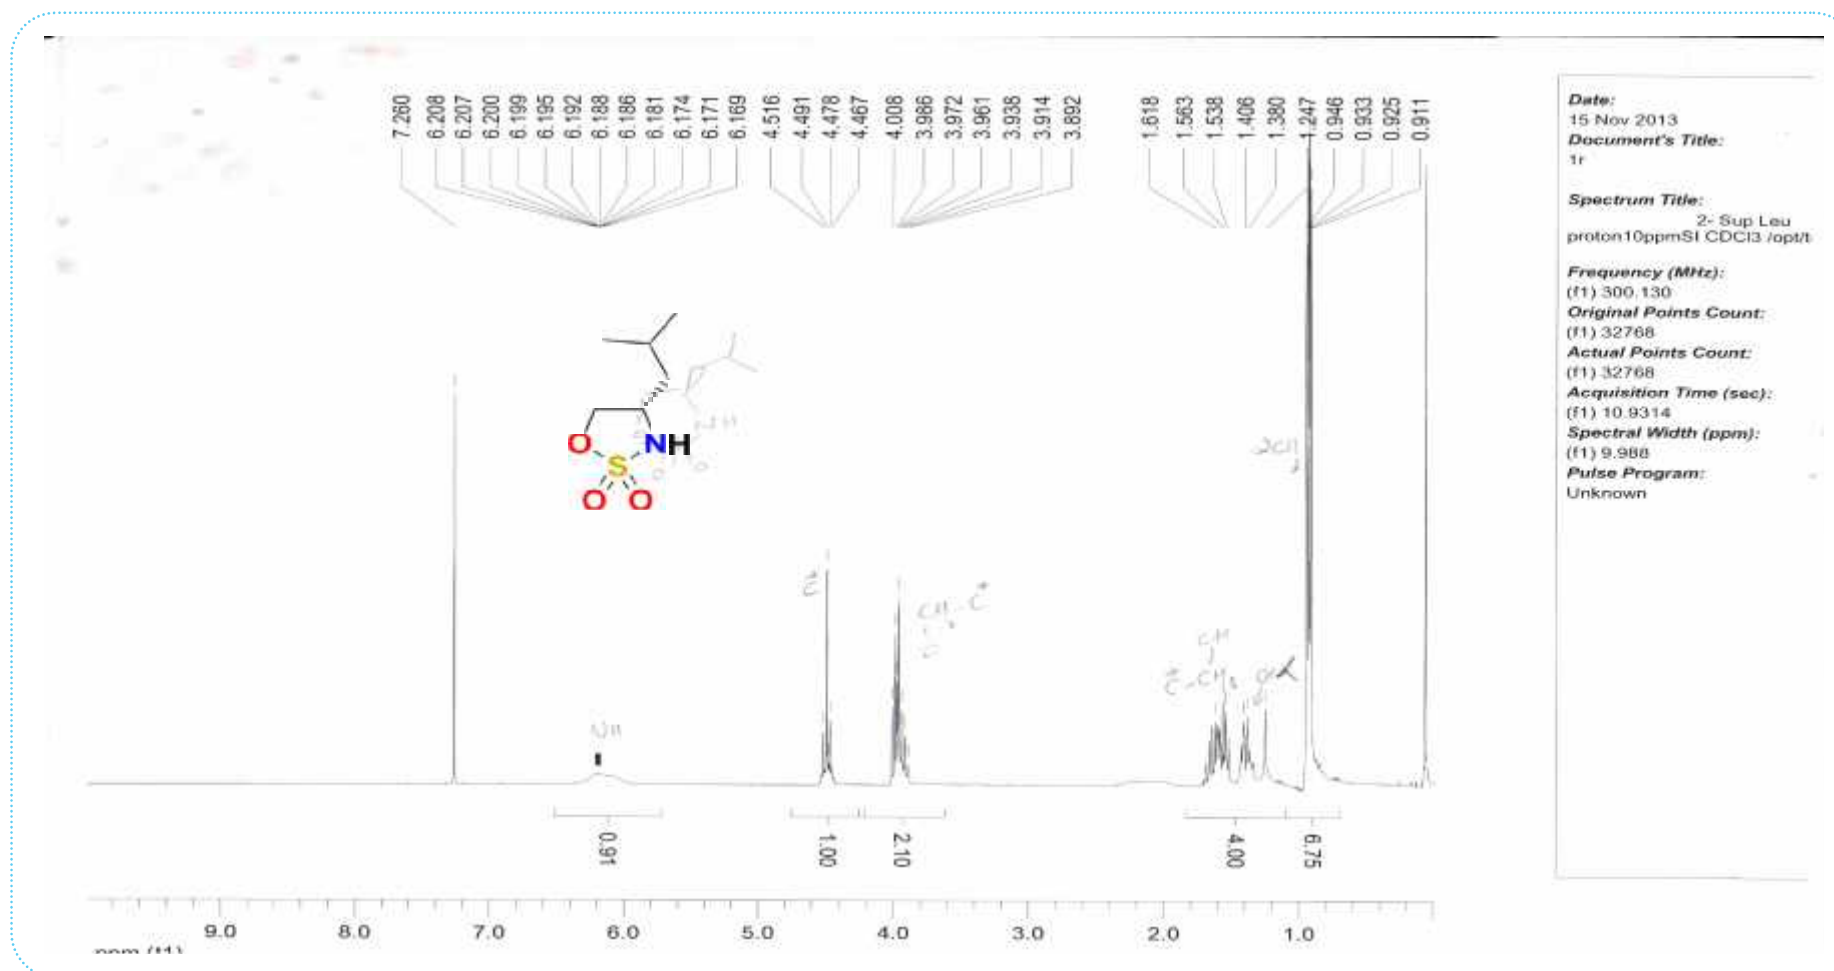 7.260
6.208
6.207
6.200
6.199
6.195
6.192
6.188
6.186
6.181
6.174
6.171
6.169
4.516
4.491
4.478
4.467
4.008
3.986
3.972
3.961
3.938
3.914
3.892
1.618
1.563
1.538
1.406
1.380
1.247
0.946
0.933
0.925
0.911
Date:
15 Nov 2013
Document's Title:
1r
Spectrum Title:
2- Sup Leu
proton10ppmSI CDCl3 /opt/t
Frequency (MHz):
(f1) 300.130
Original Points Count:
(f1) 32768
Actual Points Count:
(f1) 32768
Acquisition Time (sec):
(f1) 10.9314
Spectral Width (ppm):
(f1) 9.988
Pulse Program:
Unknown
O NH
S
O O
NH
0.91
1.00
2.10
4.00
6.75
9.0 8.0 7.0 6.0 5.0 4.0 3.0 2.0 1.0
ppm (f1)